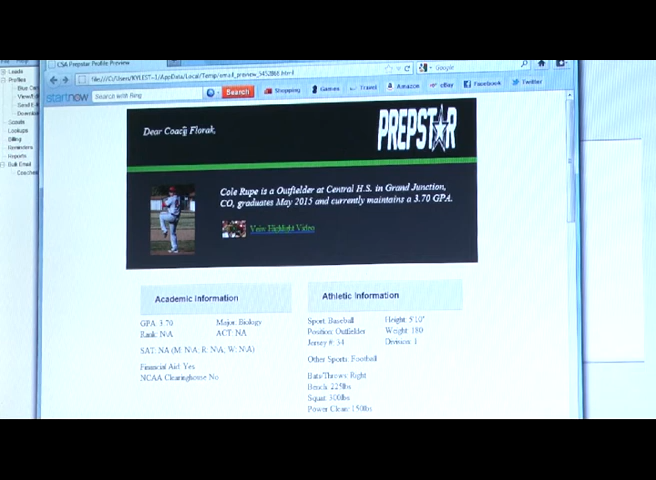 CSA Prepstar Profile Preview
Leads
Profiles
Scouts
Lookups
Billing
Reminders
Reports
Bulk Email
Google
startnow
Search with Bing
Search
Shopping
Games
Travel
Amazon
eBay
Facebook
Twitter
Dear Coach Florak,
PREPSTAR
Cole Rupe is a Outfielder at Central H.S. in Grand Junction,
CO, graduates May 2015 and currently maintains a 3.70 GPA.
View Highlight Video
Academic Information
Athletic Information
GPA: 3.70
Major: Biology
Rank: N\A
ACT: NA
SAT: NA (M: N\A, R: N\A, W: N\A)
Financial Aid: Yes
NCAA Clearinghouse No
Sport: Baseball
Height: 5'10"
Position: Outfielder
Weight: 180
Jersey #: 34
Division: 1
Other Sports: Football
Bats/Throws: Right
Bench: 225lbs
Squat: 300lbs
Power Clean: 150lbs